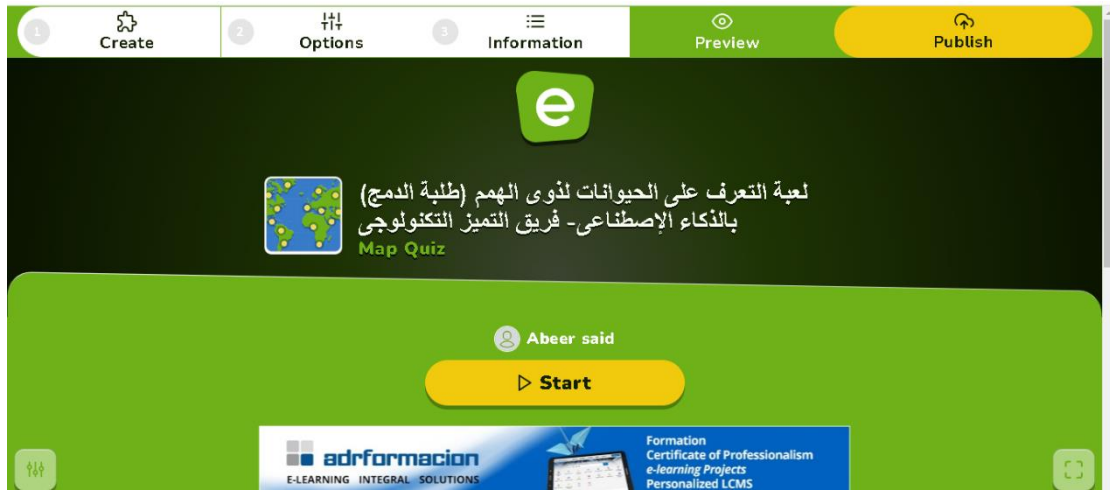 1 Create
2 Options
3 Information
Preview
Publish
e
لعبة التعرف على الحيوانات لذوى الهمم (طلبة الدمج)
بالذكاء الإصطناعى- فريق التميز التكنولوجى
Map Quiz
Abeer said
Start
adrformacion
E-LEARNING INTEGRAL SOLUTIONS
Formation
Certificate of Professionalism
e-learning Projects
Personalized LCMS